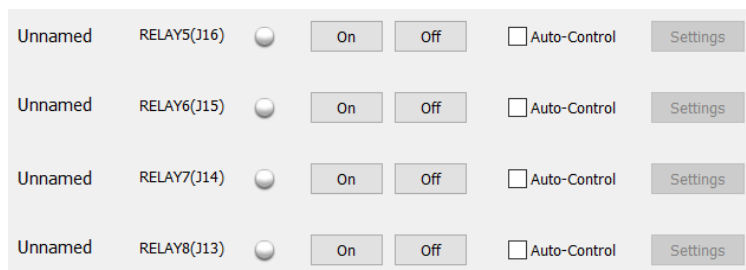 Unnamed RELAY5(J16) On Off Auto-Control Settings
Unnamed RELAY6(J15) On Off Auto-Control Settings
Unnamed RELAY7(J14) On Off Auto-Control Settings
Unnamed RELAY8(J13) On Off Auto-Control Settings